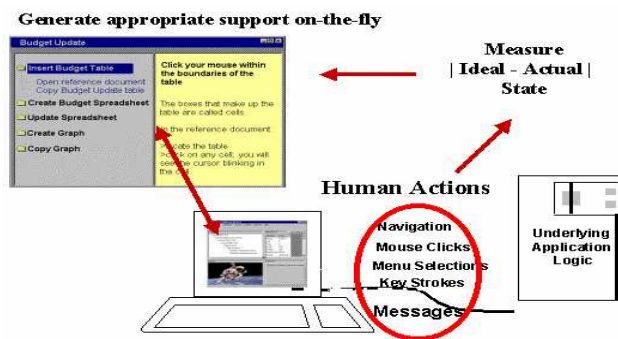 Generate appropriate support on-the-fly
Budget Update
Insert Budget Table
Open reference document
Copy Budget Update table
Create Budget Spreadsheet
Update Spreadsheet
Create Graph
Copy Graph
Click your mouse within
the boundaries of the
table
The boxes that make up the
table are called cells.
In the reference document
>locate the table
>click on any cell, you will
see the cursor blinking in
the cell
Measure
| Ideal - Actual |
State
Human Actions
Navigation
Mouse Clicks
Menu Selections
Key Strokes
Messages
Underlying
Application
Logic